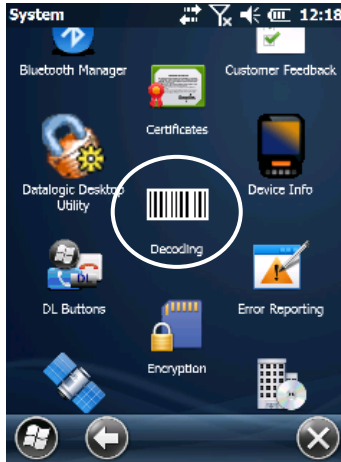 System 12:18
Bluetooth Manager
Customer Feedback
Certificates
Datalogic Desktop
Utility
Device Info
Decoding
DL Buttons
DL
Error Reporting
Encryption